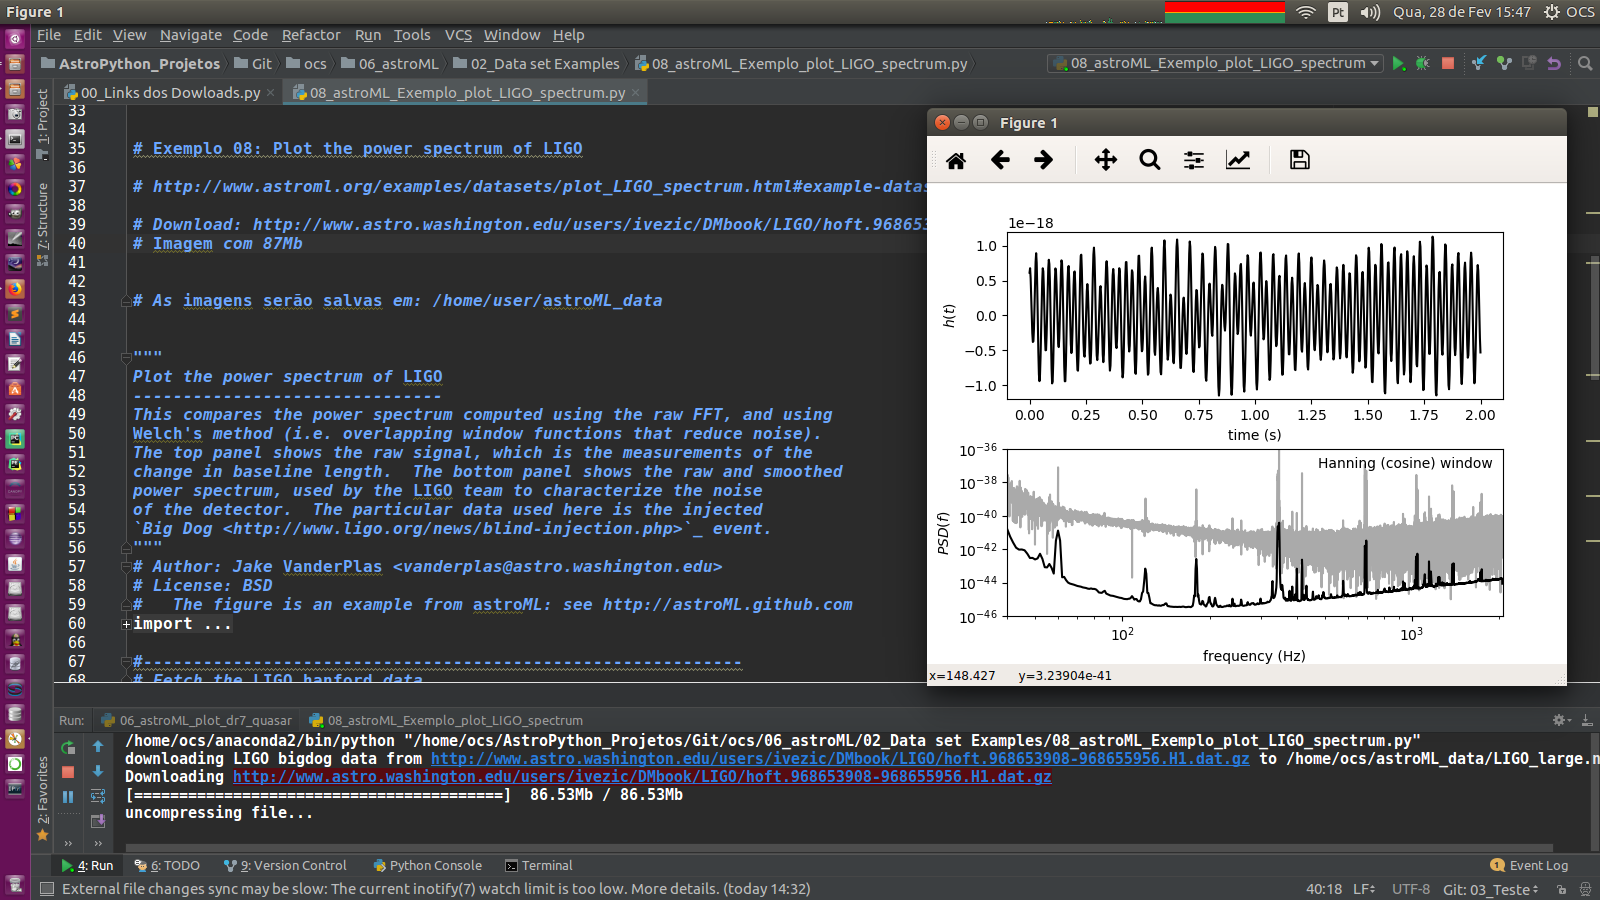 Figure 1
Pt
Qua, 28 de Fev 15:47
OCS
File Edit View Navigate Code Refactor Run Tools VCS Window Help
AstroPython_Projetos Git ocs 06_astroML 02_Data set Examples 08_astroML_Exemplo_plot_LIGO_spectrum.py
08_astroML_Exemplo_plot_LIGO_spectrum
00_Links dos Dowloads.py 08_astroML_Exemplo_plot_LIGO_spectrum.py
1: Project
7: Structure
2: Favorites
33
34
35 # Exemplo 08: Plot the power spectrum of LIGO
36
37 # http://www.astroml.org/examples/datasets/plot_LIGO_spectrum.html#example-datas
38
39 # Download: http://www.astro.washington.edu/users/ivezic/DMbook/LIGO/hoft.968653
40 # Imagem com 87Mb
41
42
43 # As imagens serão salvas em: /home/user/astroML_data
44
45
46 """
47 Plot the power spectrum of LIGO
48 -------------------------------
49 This compares the power spectrum computed using the raw FFT, and using
50 Welch's method (i.e. overlapping window functions that reduce noise).
51 The top panel shows the raw signal, which is the measurements of the
52 change in baseline length.  The bottom panel shows the raw and smoothed
53 power spectrum, used by the LIGO team to characterize the noise
54 of the detector.  The particular data used here is the injected
55 `Big Dog <http://www.ligo.org/news/blind-injection.php>`_ event.
56 """
57 # Author: Jake VanderPlas <vanderplas@astro.washington.edu>
58 # License: BSD
59 #   The figure is an example from astroML: see http://astroML.github.com
60 import ...
66
67 #------------------------------------------------------------
68 # Fetch the LIGO hanford data
Figure 1
1e−18
1.0
0.5
0.0
−0.5
−1.0
h(t)
0.00 0.25 0.50 0.75 1.00 1.25 1.50 1.75 2.00
time (s)
Hanning (cosine) window
10^−36
10^−38
10^−40
10^−42
10^−44
10^−46
PSD(f)
10^2 10^3
frequency (Hz)
x=148.427 y=3.23904e-41
Run: 06_astroML_plot_dr7_quasar 08_astroML_Exemplo_plot_LIGO_spectrum
/home/ocs/anaconda2/bin/python "/home/ocs/AstroPython_Projetos/Git/ocs/06_astroML/02_Data set Examples/08_astroML_Exemplo_plot_LIGO_spectrum.py"
downloading LIGO bigdog data from http://www.astro.washington.edu/users/ivezic/DMbook/LIGO/hoft.968653908-968655956.H1.dat.gz to /home/ocs/astroML_data/LIGO_large.n
Downloading http://www.astro.washington.edu/users/ivezic/DMbook/LIGO/hoft.968653908-968655956.H1.dat.gz
[=========================================]  86.53Mb / 86.53Mb
uncompressing file...
4: Run 6: TODO 9: Version Control Python Console Terminal
1 Event Log
External file changes sync may be slow: The current inotify(7) watch limit is too low. More details. (today 14:32)
40:18 LF UTF-8 Git: 03_Teste